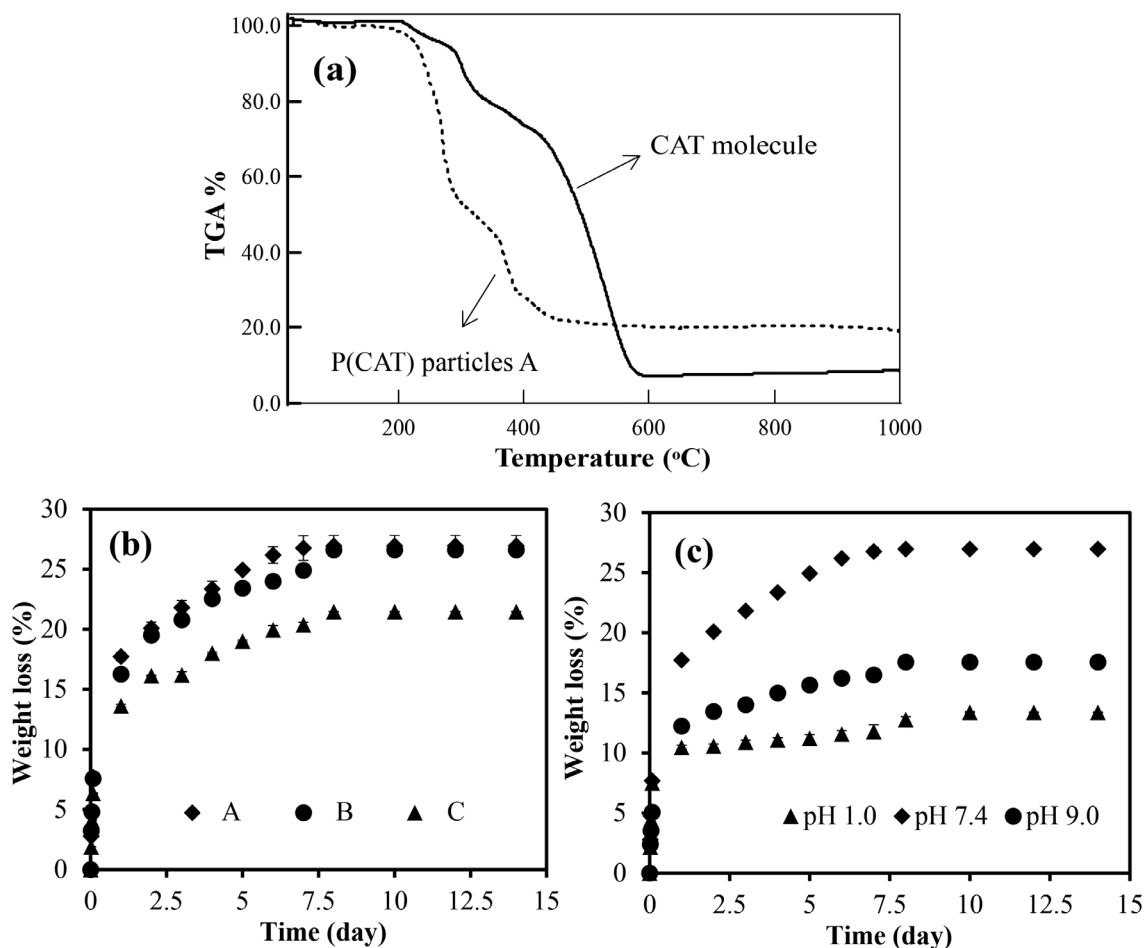 (a)
100.0
80.0
60.0
40.0
20.0
0.0
TGA %
CAT molecule
P(CAT) particles A
200 400 600 800 1000
Temperature (ºC)
(b)
30
25
20
15
10
5
0
Weight loss (%)
A B C
0 2.5 5 7.5 10 12.5 15
Time (day)
(c)
30
25
20
15
10
5
0
Weight loss (%)
pH 1.0 pH 7.4 pH 9.0
0 2.5 5 7.5 10 12.5 15
Time (day)